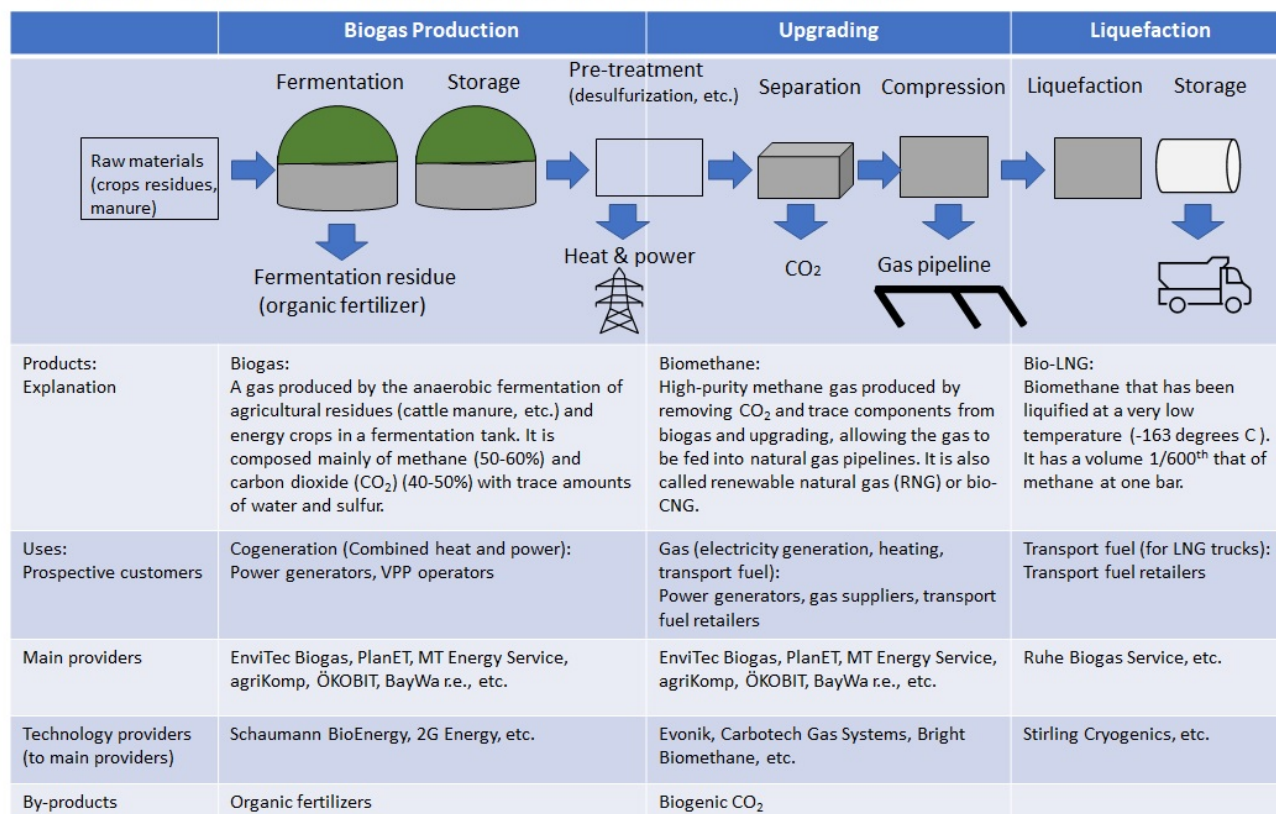 Biogas Production
Upgrading
Liquefaction
Fermentation
Storage
Pre-treatment
(desulfurization, etc.)
Separation
Compression
Liquefaction
Storage
Raw materials
(crops residues,
manure)
Fermentation residue
(organic fertilizer)
Heat & power
CO₂
Gas pipeline
Products:
Explanation
Biogas:
A gas produced by the anaerobic fermentation of
agricultural residues (cattle manure, etc.) and
energy crops in a fermentation tank. It is
composed mainly of methane (50-60%) and
carbon dioxide (CO₂) (40-50%) with trace amounts
of water and sulfur.
Biomethane:
High-purity methane gas produced by
removing CO₂ and trace components from
biogas and upgrading, allowing the gas to
be fed into natural gas pipelines. It is also
called renewable natural gas (RNG) or bio-
CNG.
Bio-LNG:
Biomethane that has been
liquified at a very low
temperature (-163 degrees C ).
It has a volume 1/600th that of
methane at one bar.
Uses:
Prospective customers
Cogeneration (Combined heat and power):
Power generators, VPP operators
Gas (electricity generation, heating,
transport fuel):
Power generators, gas suppliers, transport
fuel retailers
Transport fuel (for LNG trucks):
Transport fuel retailers
Main providers
EnviTec Biogas, PlanET, MT Energy Service,
agriKomp, ÖKOBIT, BayWa r.e., etc.
EnviTec Biogas, PlanET, MT Energy Service,
agriKomp, ÖKOBIT, BayWa r.e., etc.
Ruhe Biogas Service, etc.
Technology providers
(to main providers)
Schaumann BioEnergy, 2G Energy, etc.
Evonik, Carbotech Gas Systems, Bright
Biomethane, etc.
Stirling Cryogenics, etc.
By-products
Organic fertilizers
Biogenic CO₂